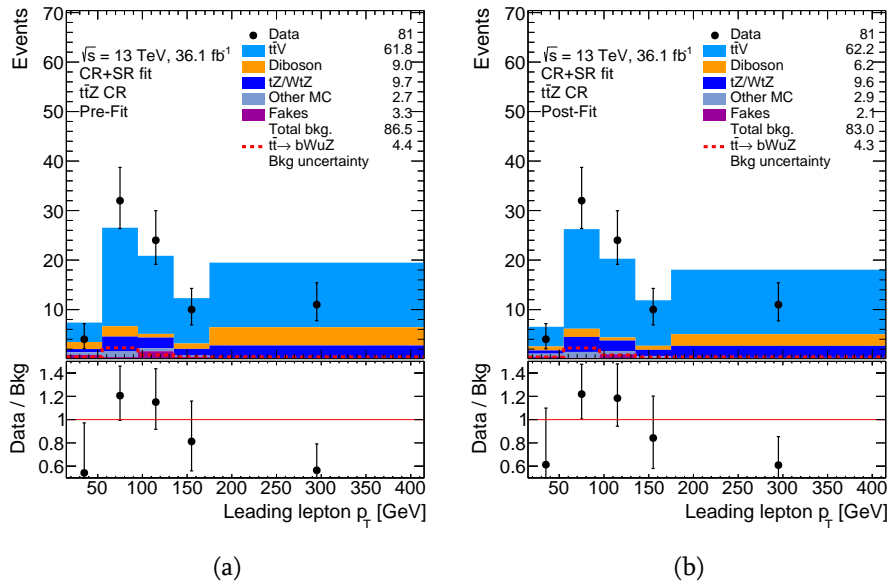 Events
70
60
50
40
30
20
10
√s = 13 TeV, 36.1 fb⁻¹
CR+SR fit
tt̄Z CR
Pre-Fit
Data 81
tt̄V 61.8
Diboson 9.0
tZ/WtZ 9.7
Other MC 2.7
Fakes 3.3
Total bkg. 86.5
tt̄→ bWuZ 4.4
Bkg uncertainty
Data / Bkg
1.4
1.2
1
0.8
0.6
50 100 150 200 250 300 350 400
Leading lepton p_T [GeV]
(a)
Events
70
60
50
40
30
20
10
√s = 13 TeV, 36.1 fb⁻¹
CR+SR fit
tt̄Z CR
Post-Fit
Data 81
tt̄V 62.2
Diboson 6.2
tZ/WtZ 9.6
Other MC 2.9
Fakes 2.1
Total bkg. 83.0
tt̄→ bWuZ 4.3
Bkg uncertainty
Data / Bkg
1.4
1.2
1
0.8
0.6
50 100 150 200 250 300 350 400
Leading lepton p_T [GeV]
(b)